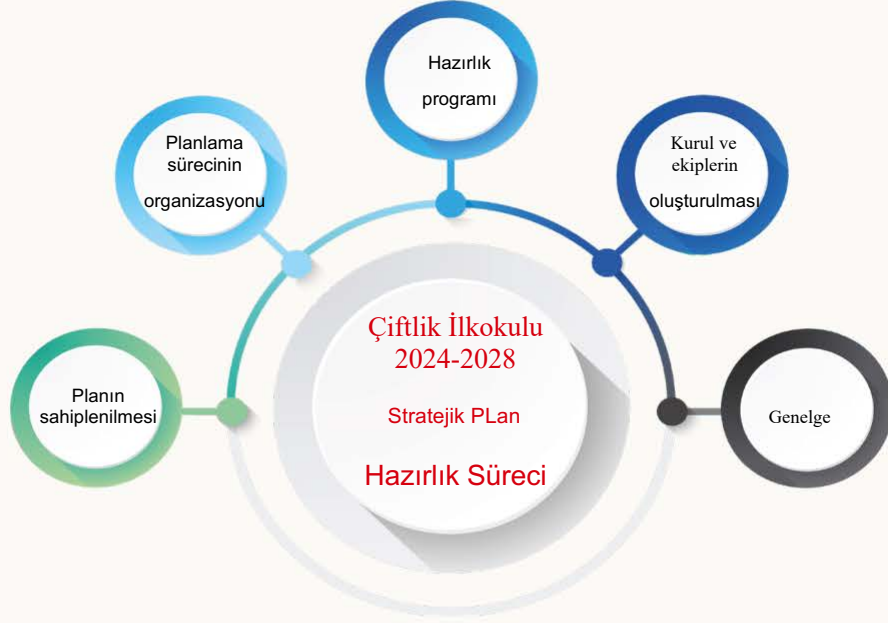 Hazırlık
programı
Planlama
sürecinin
organizasyonu
Kurul ve
ekiplerin
oluşturulması
Planın
sahiplenilmesi
Çiftlik İlkokulu
2024-2028
Stratejik PLan
Hazırlık Süreci
Genelge